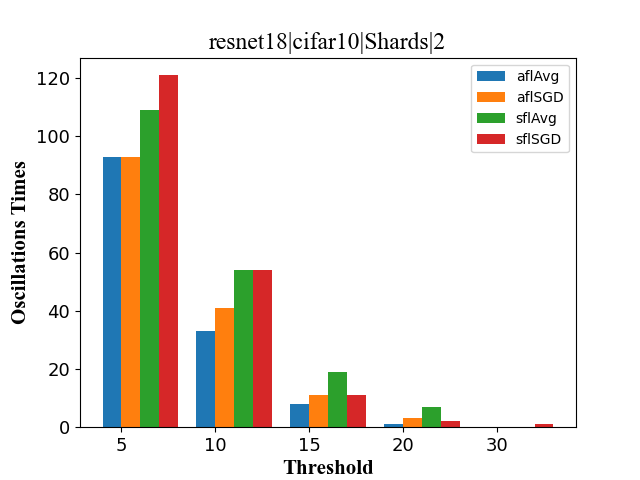 resnet18|cifar10|Shards|2
aflAvg
aflSGD
sflAvg
sflSGD
120
100
80
60
40
20
0
Oscillations Times
5 10 15 20 30
Threshold